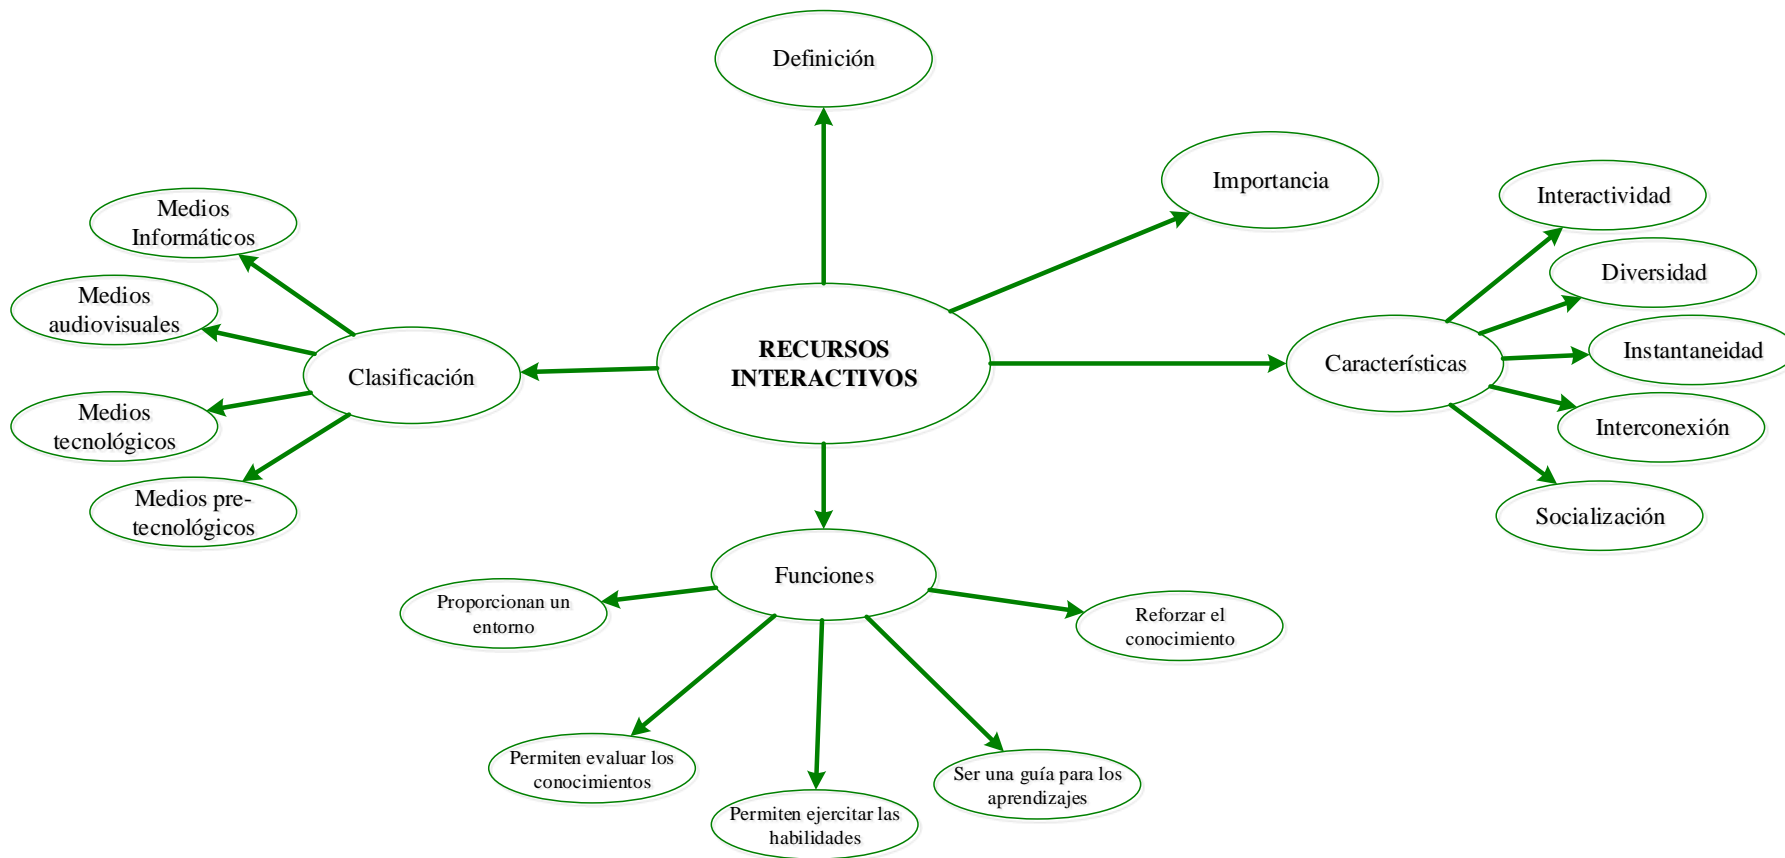 Definición
Importancia
Interactividad
Diversidad
Instantaneidad
Interconexión
Socialización
Características
RECURSOS
INTERACTIVOS
Clasificación
Medios
Informáticos
Medios
audiovisuales
Medios
tecnológicos
Medios pre-
tecnológicos
Funciones
Proporcionan un
entorno
Permiten evaluar los
conocimientos
Permiten ejercitar las
habilidades
Ser una guía para los
aprendizajes
Reforzar el
conocimiento